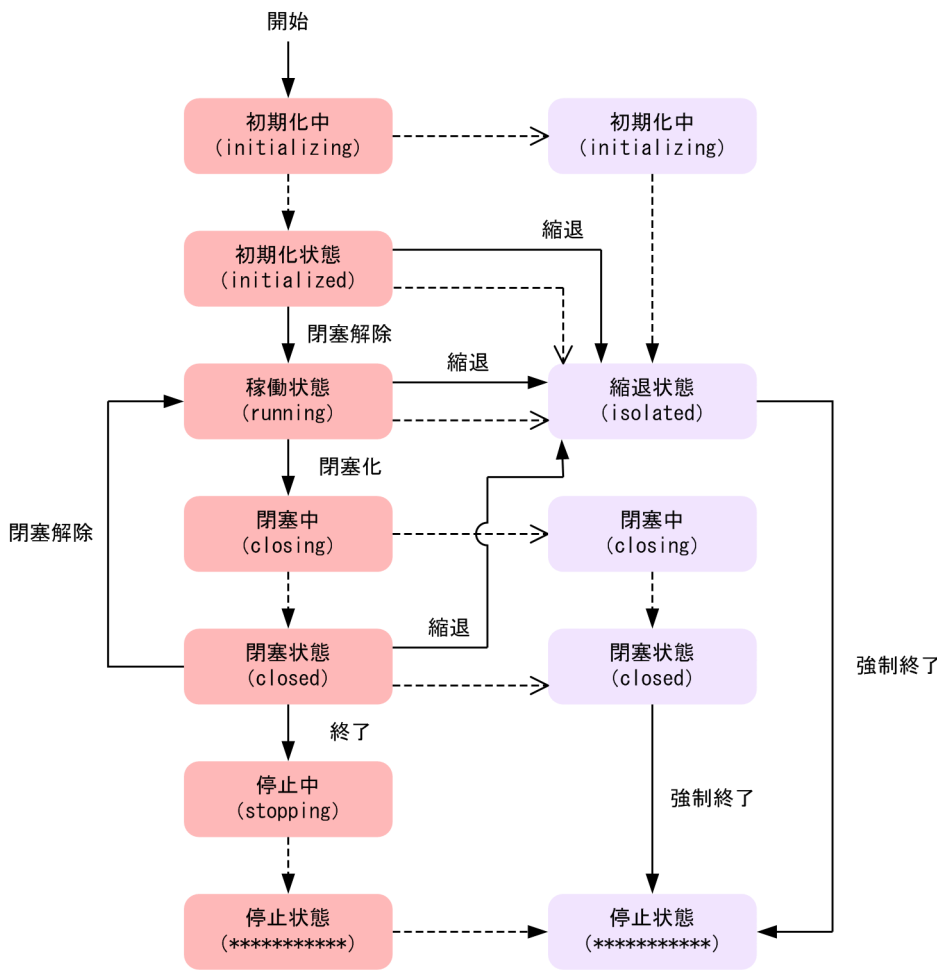 開始
初期化中
(initializing)
初期化中
(initializing)
縮退
初期化状態
(initialized)
閉塞解除
縮退
稼働状態
(running)
縮退状態
(isolated)
閉塞化
閉塞解除
閉塞中
(closing)
閉塞中
(closing)
縮退
閉塞状態
(closed)
閉塞状態
(closed)
強制終了
終了
停止中
(stopping)
強制終了
停止状態
(***********)
停止状態
(***********)